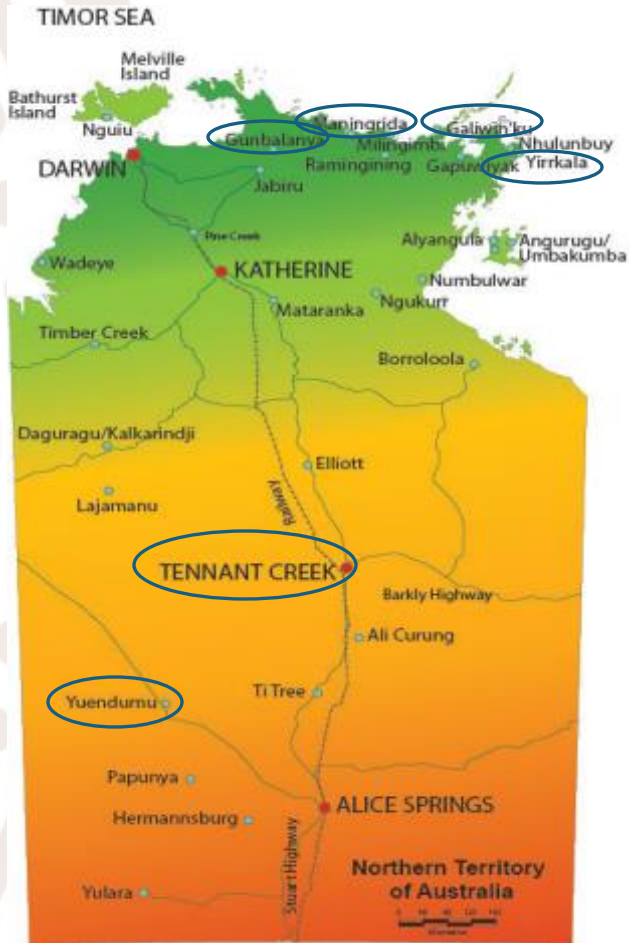 TIMOR SEA
Melville
Island
Bathurst
Island
Nguiu
Maningrida
Galiwin'ku
Gunbalanya
Milingimbi
Nhulunbuy
DARWIN
Ramingining
Gapuwiyak
Yirrkala
Jabiru
Pine Creek
Alyangula
Angurugu/
Umbakumba
Wadeye
KATHERINE
Numbulwar
Mataranka
Ngukurr
Timber Creek
Borroloola
Daguragu/Kalkarindji
Elliott
Lajamanu
Railway
TENNANT CREEK
Barkly Highway
Ali Curung
Yuendumu
Ti Tree
Papunya
ALICE SPRINGS
Hermannsburg
Stuart Highway
Northern Territory
of Australia
Yulara